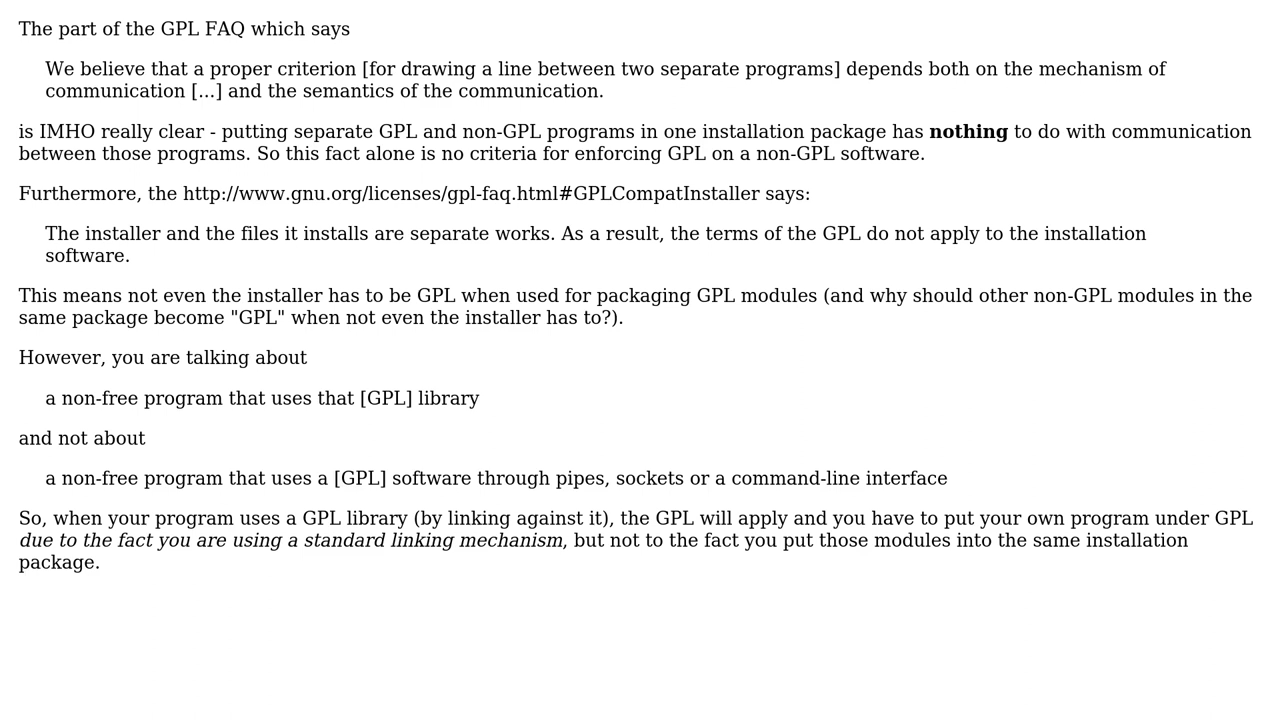 The part of the GPL FAQ which says
We believe that a proper criterion [for drawing a line between two separate programs] depends both on the mechanism of
communication [...] and the semantics of the communication.
is IMHO really clear - putting separate GPL and non-GPL programs in one installation package has nothing to do with communication
between those programs. So this fact alone is no criteria for enforcing GPL on a non-GPL software.
Furthermore, the http://www.gnu.org/licenses/gpl-faq.html#GPLCompatInstaller says:
The installer and the files it installs are separate works. As a result, the terms of the GPL do not apply to the installation
software.
This means not even the installer has to be GPL when used for packaging GPL modules (and why should other non-GPL modules in the
same package become "GPL" when not even the installer has to?).
However, you are talking about
a non-free program that uses that [GPL] library
and not about
a non-free program that uses a [GPL] software through pipes, sockets or a command-line interface
So, when your program uses a GPL library (by linking against it), the GPL will apply and you have to put your own program under GPL
due to the fact you are using a standard linking mechanism, but not to the fact you put those modules into the same installation
package.